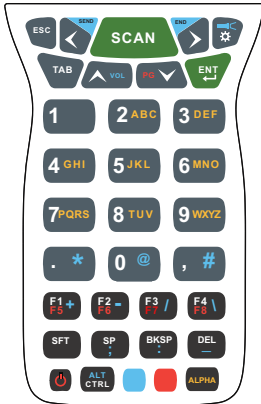 SEND END
ESC < SCAN >
TAB VOL PG ENT
1 2 ABC 3 DEF
4 GHI 5 JKL 6 MNO
7 PQRS 8 TUV 9 WXYZ
. * 0 @ , #
F1 + F2 - F3 / F4 \
F5 F6 F7 F8
SFT SP BKSP DEL
; : _
ALT
CTRL ALPHA